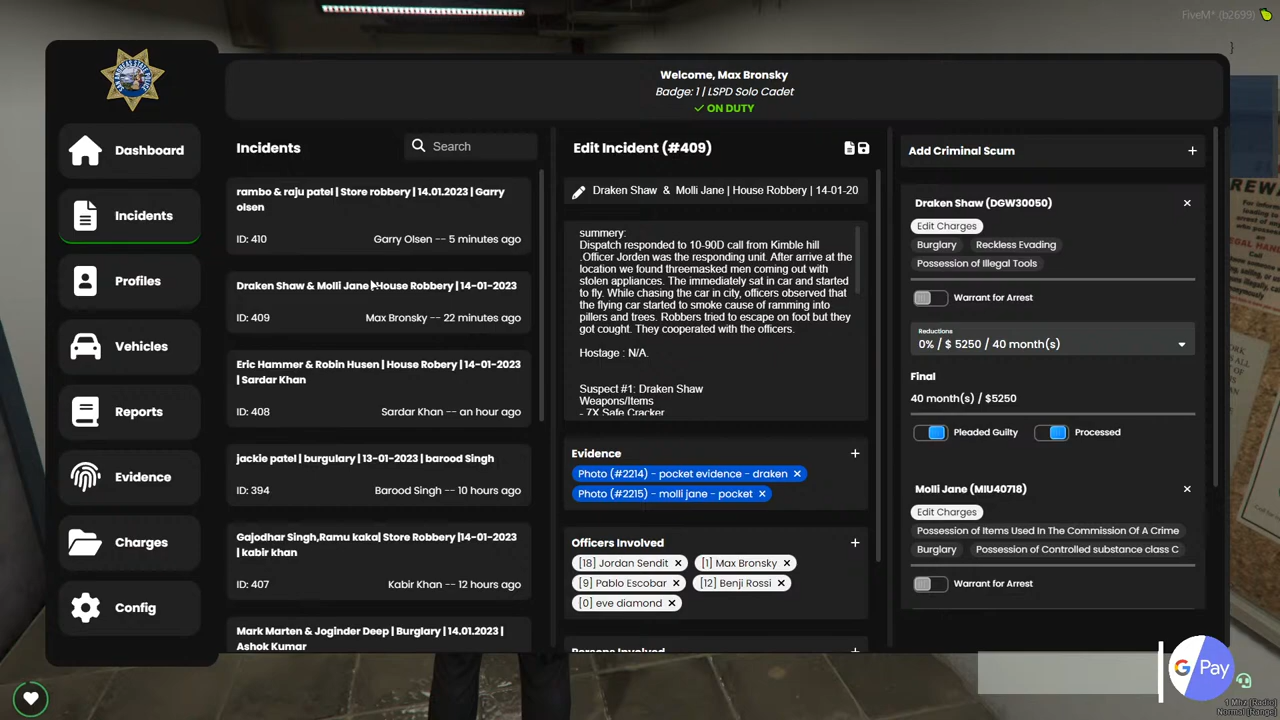 FiveM* (b2699)
}
Welcome, Max Bronsky
Badge: 1 | LSPD Solo Cadet
✓ ON DUTY
Dashboard
Incidents
Profiles
Vehicles
Reports
Evidence
Charges
Config
Incidents
Search
rambo & raju patel | Store robbery | 14.01.2023 | Garry
olsen
ID: 410 Garry Olsen -- 5 minutes ago
Draken Shaw & Molli Jane |House Robbery | 14-01-2023
ID: 409 Max Bronsky -- 22 minutes ago
Eric Hammer & Robin Husen | House Robery | 14-01-2023
| Sardar Khan
ID: 408 Sardar Khan -- an hour ago
jackie patel | burgulary | 13-01-2023 | barood Singh
ID: 394 Barood Singh -- 10 hours ago
Gajodhar Singh,Ramu kaka| Store Robbery |14-01-2023
| kabir khan
ID: 407 Kabir Khan -- 12 hours ago
Mark Marten & Joginder Deep | Burglary | 14.01.2023 |
Ashok Kumar
Edit Incident (#409)
Draken Shaw & Molli Jane | House Robbery | 14-01-20
summery:
Dispatch responded to 10-90D call from Kimble hill
.Officer Jorden was the responding unit. After arrive at the
location we found threemasked men coming out with
stolen appliances. The immediately sat in car and started
to fly. While chasing the car in city, officers observed that
the flying car started to smoke cause of ramming into
pillers and trees. Robbers tried to escape on foot but they
got cought. They cooperated with the officers.
Hostage : N/A.
Suspect #1: Draken Shaw
Weapons/Items
- 7X Safe Cracker
Evidence +
Photo (#2214) - pocket evidence - draken ×
Photo (#2215) - molli jane - pocket ×
Officers Involved +
[18] Jordan Sendit × [1] Max Bronsky ×
[9] Pablo Escobar × [12] Benji Rossi ×
[0] eve diamond ×
Persons Involved
Add Criminal Scum +
Draken Shaw (DGW30050) ×
Edit Charges
Burglary Reckless Evading
Possession of Illegal Tools
Warrant for Arrest
Reductions
0% / $ 5250 / 40 month(s)
Final
40 month(s) / $5250
Pleaded Guilty Processed
Molli Jane (MIU40718) ×
Edit Charges
Possession of Items Used In The Commission Of A Crime
Burglary Possession of Controlled substance class C
Warrant for Arrest
G Pay
1 Mhz (Radio)
Normal (Range)